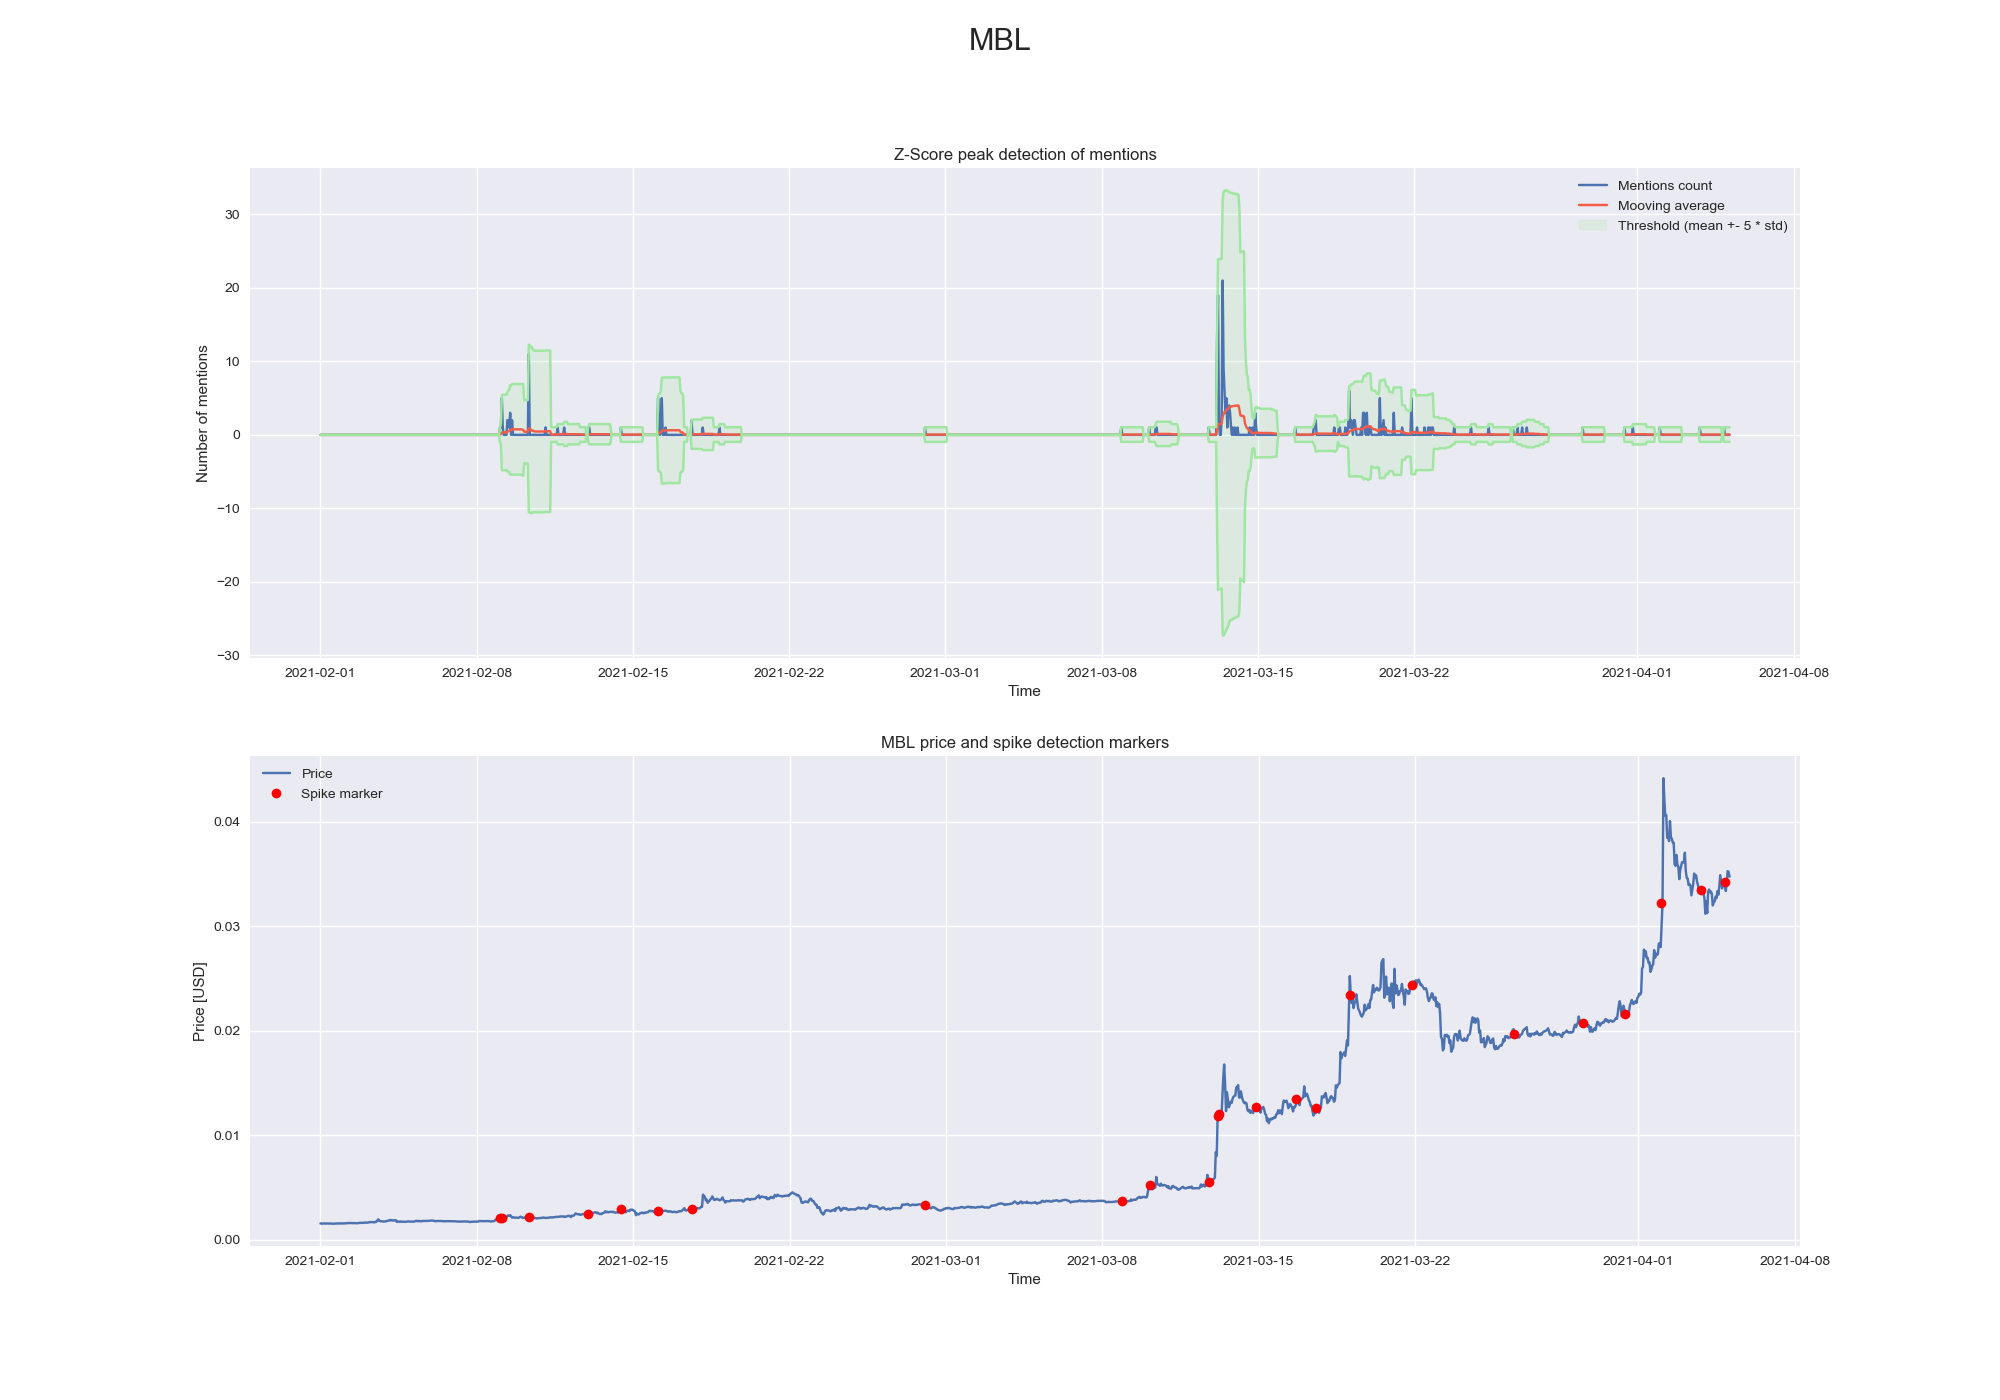 MBL
Z-Score peak detection of mentions
Mentions count
Mooving average
Threshold (mean +- 5 * std)
Number of mentions
30
20
10
0
−10
−20
−30
2021-02-01 2021-02-08 2021-02-15 2021-02-22 2021-03-01 2021-03-08 2021-03-15 2021-03-22 2021-04-01 2021-04-08
Time
MBL price and spike detection markers
Price
Spike marker
Price [USD]
0.04
0.03
0.02
0.01
0.00
2021-02-01 2021-02-08 2021-02-15 2021-02-22 2021-03-01 2021-03-08 2021-03-15 2021-03-22 2021-04-01 2021-04-08
Time